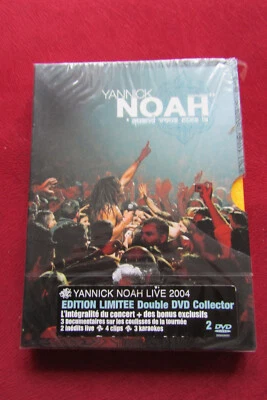 YANNICK
NOAH
YANNICK NOAH LIVE 2004
EDITION LIMITEE Double DVD Collector
L'intégralité du concert + des bonus exclusifs
3 Documentaires sur les coulisses de la tournée
2 inédits live 4 clips 3 karaokes
2 DVD